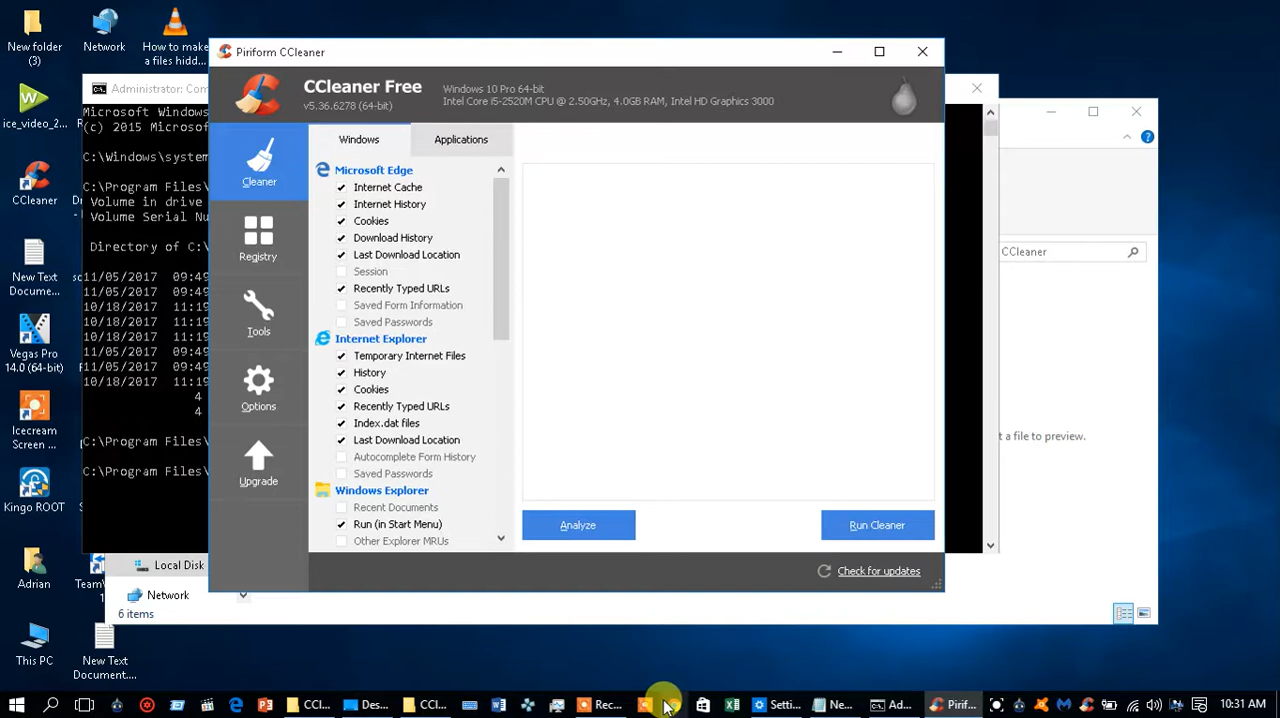 New folder
(3)
Network
How to make
a files hidd...
ice_video_2...
CCleaner
New Text
Docume...
Vegas Pro
14.0 (64-bit)
Icecream
Screen ...
Kingo ROOT
Adrian
TeamV
This PC
New Text
Document...
Administrator: Com
Microsoft Windows
(c) 2015 Microsof
C:\Windows\system
C:\Program Files\
Volume in drive
Volume Serial Nu
Directory of C:\
11/05/2017 09:49
11/05/2017 09:49
10/18/2017 11:19
10/18/2017 11:19
10/18/2017 11:19
11/05/2017 09:49
11/05/2017 09:49
10/18/2017 11:19
4
4
C:\Program Files\
C:\Program Files\
Piriform CCleaner
CCleaner Free
v5.36.6278 (64-bit)
Windows 10 Pro 64-bit
Intel Core i5-2520M CPU @ 2.50GHz, 4.0GB RAM, Intel HD Graphics 3000
Cleaner
Registry
Tools
Options
Upgrade
Windows
Applications
Microsoft Edge
Internet Cache
Internet History
Cookies
Download History
Last Download Location
Session
Recently Typed URLs
Saved Form Information
Saved Passwords
Internet Explorer
Temporary Internet Files
History
Cookies
Recently Typed URLs
Index.dat files
Last Download Location
Autocomplete Form History
Saved Passwords
Windows Explorer
Recent Documents
Run (in Start Menu)
Other Explorer MRUs
Analyze
Run Cleaner
Check for updates
CCleaner
t a file to preview.
Local Disk
Network
6 items
CCl...
Des...
CCl...
Rec...
Setti...
Ne...
Ad...
Pirif...
10:31 AM